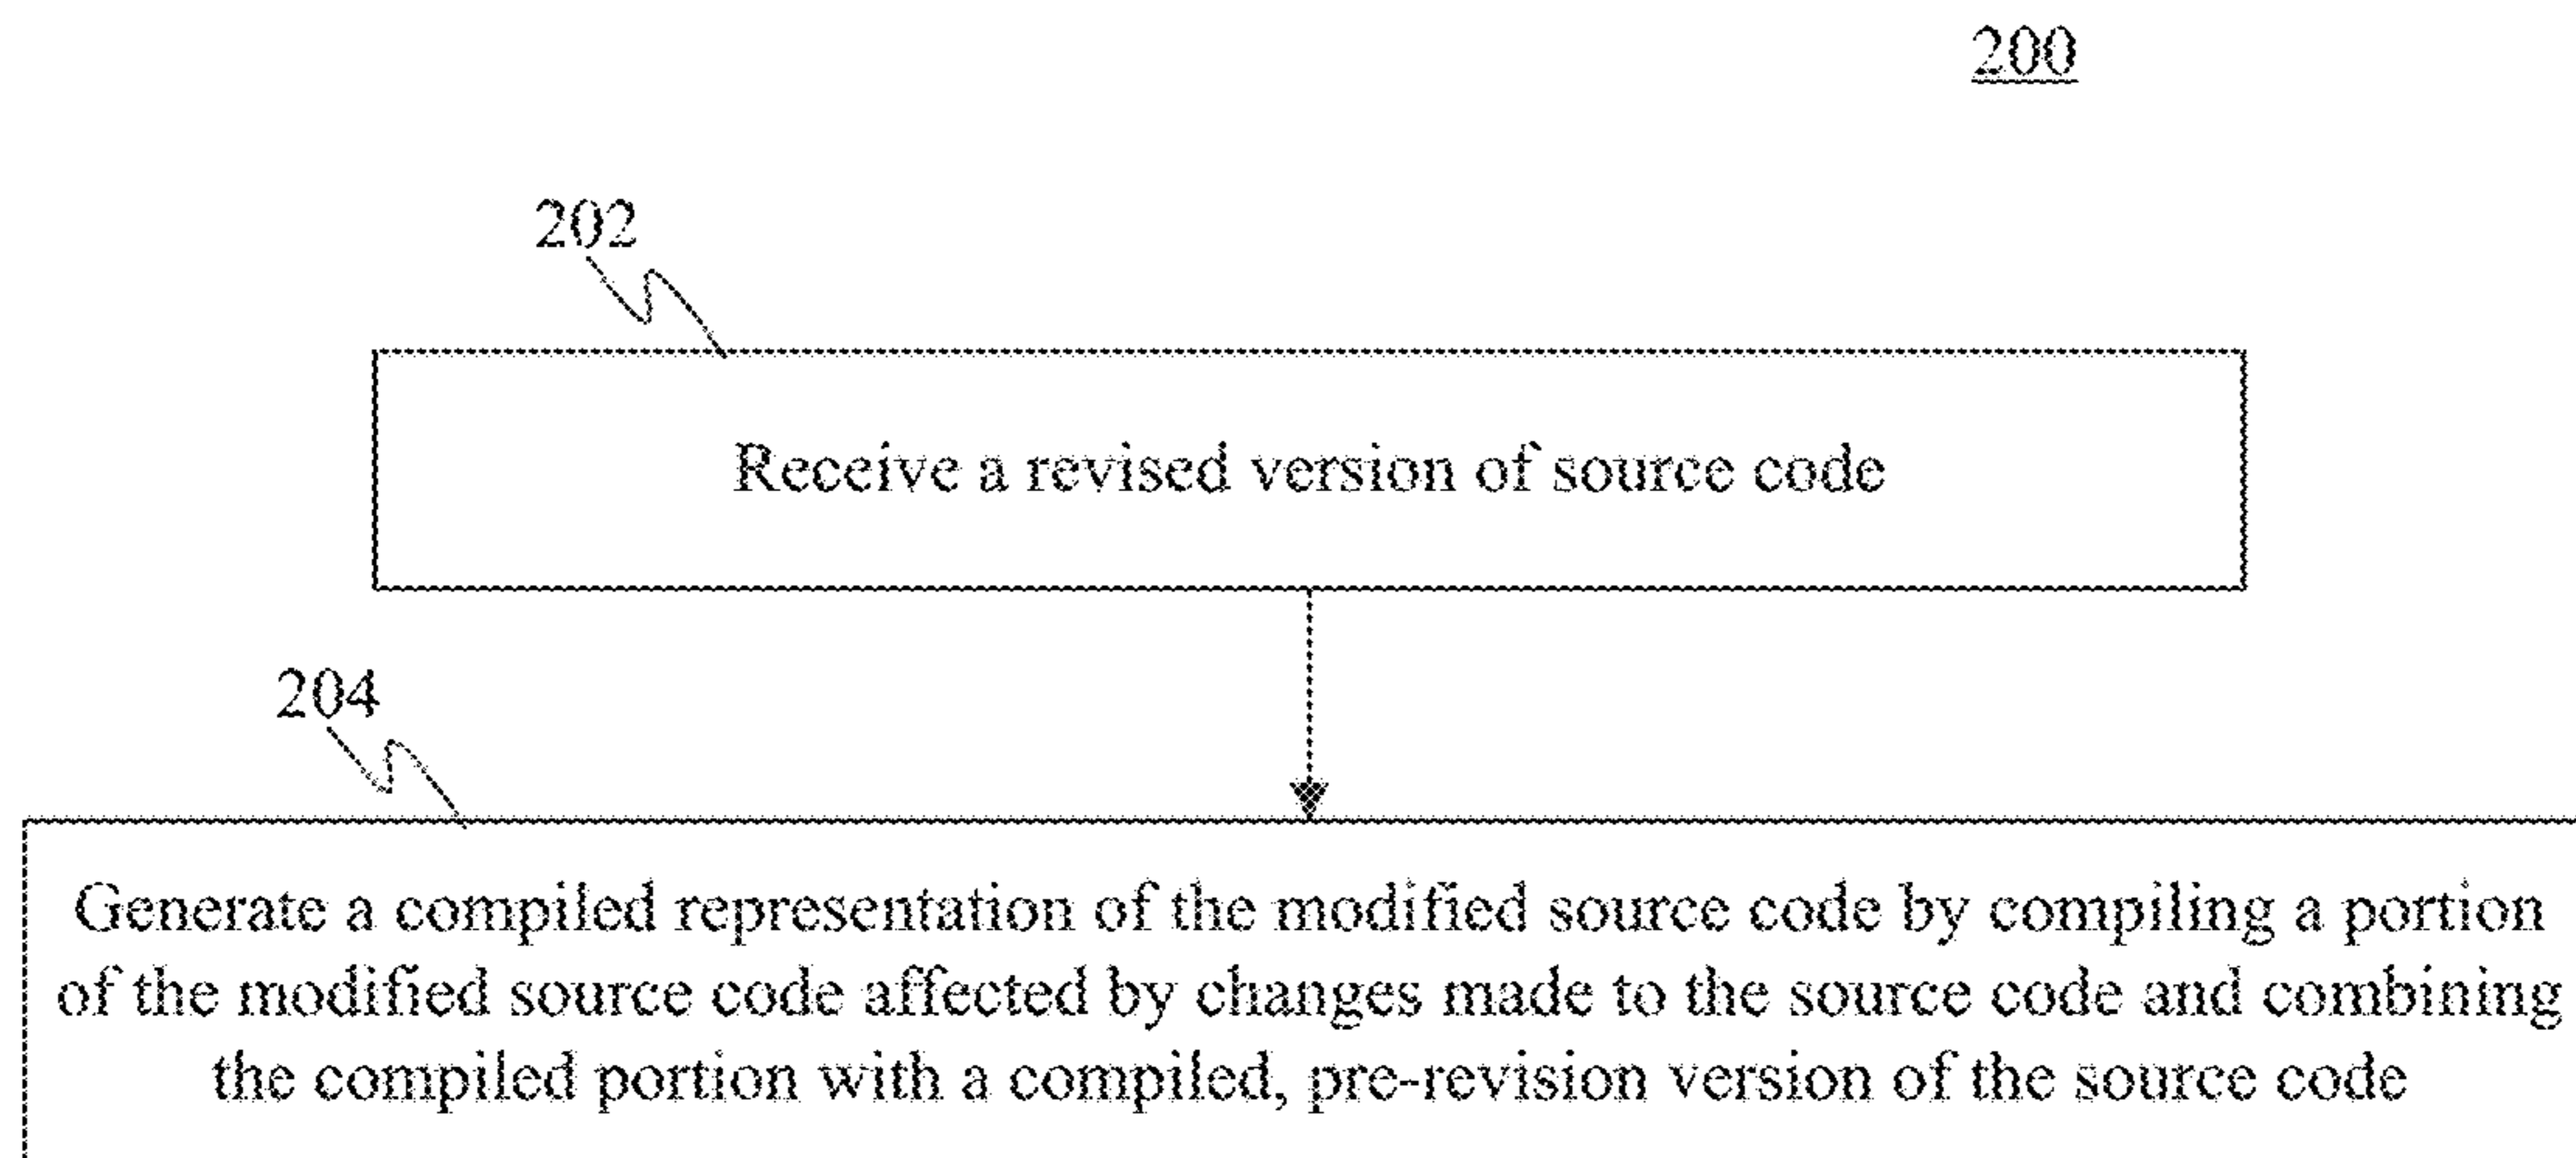 200
202
Receive a revised version of source code
204
Generate a compiled representation of the modified source code by compiling a portion
of the modified source code affected by changes made to the source code and combining
the compiled portion with a compiled, pre-revision version of the source code